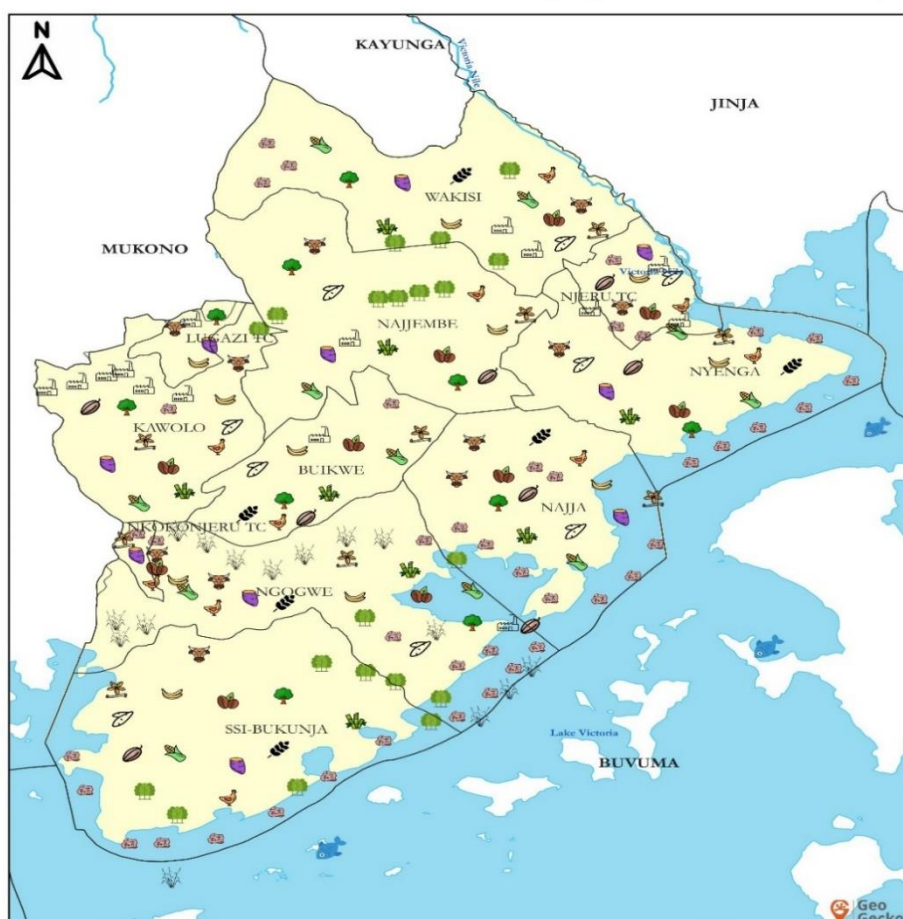 N
KAYUNGA
Victoria Nile
JINJA
WAKISI
MUKONO
NJERU TC
LUGAZI TC
NAJJEMBE
NYENGA
KAWOLO
BUIKWE
NAJJA
NKOKONJERU TC
NGOGWE
SSI-BUKUNJA
Lake Victoria
BUVUMA
Geo
Gecko